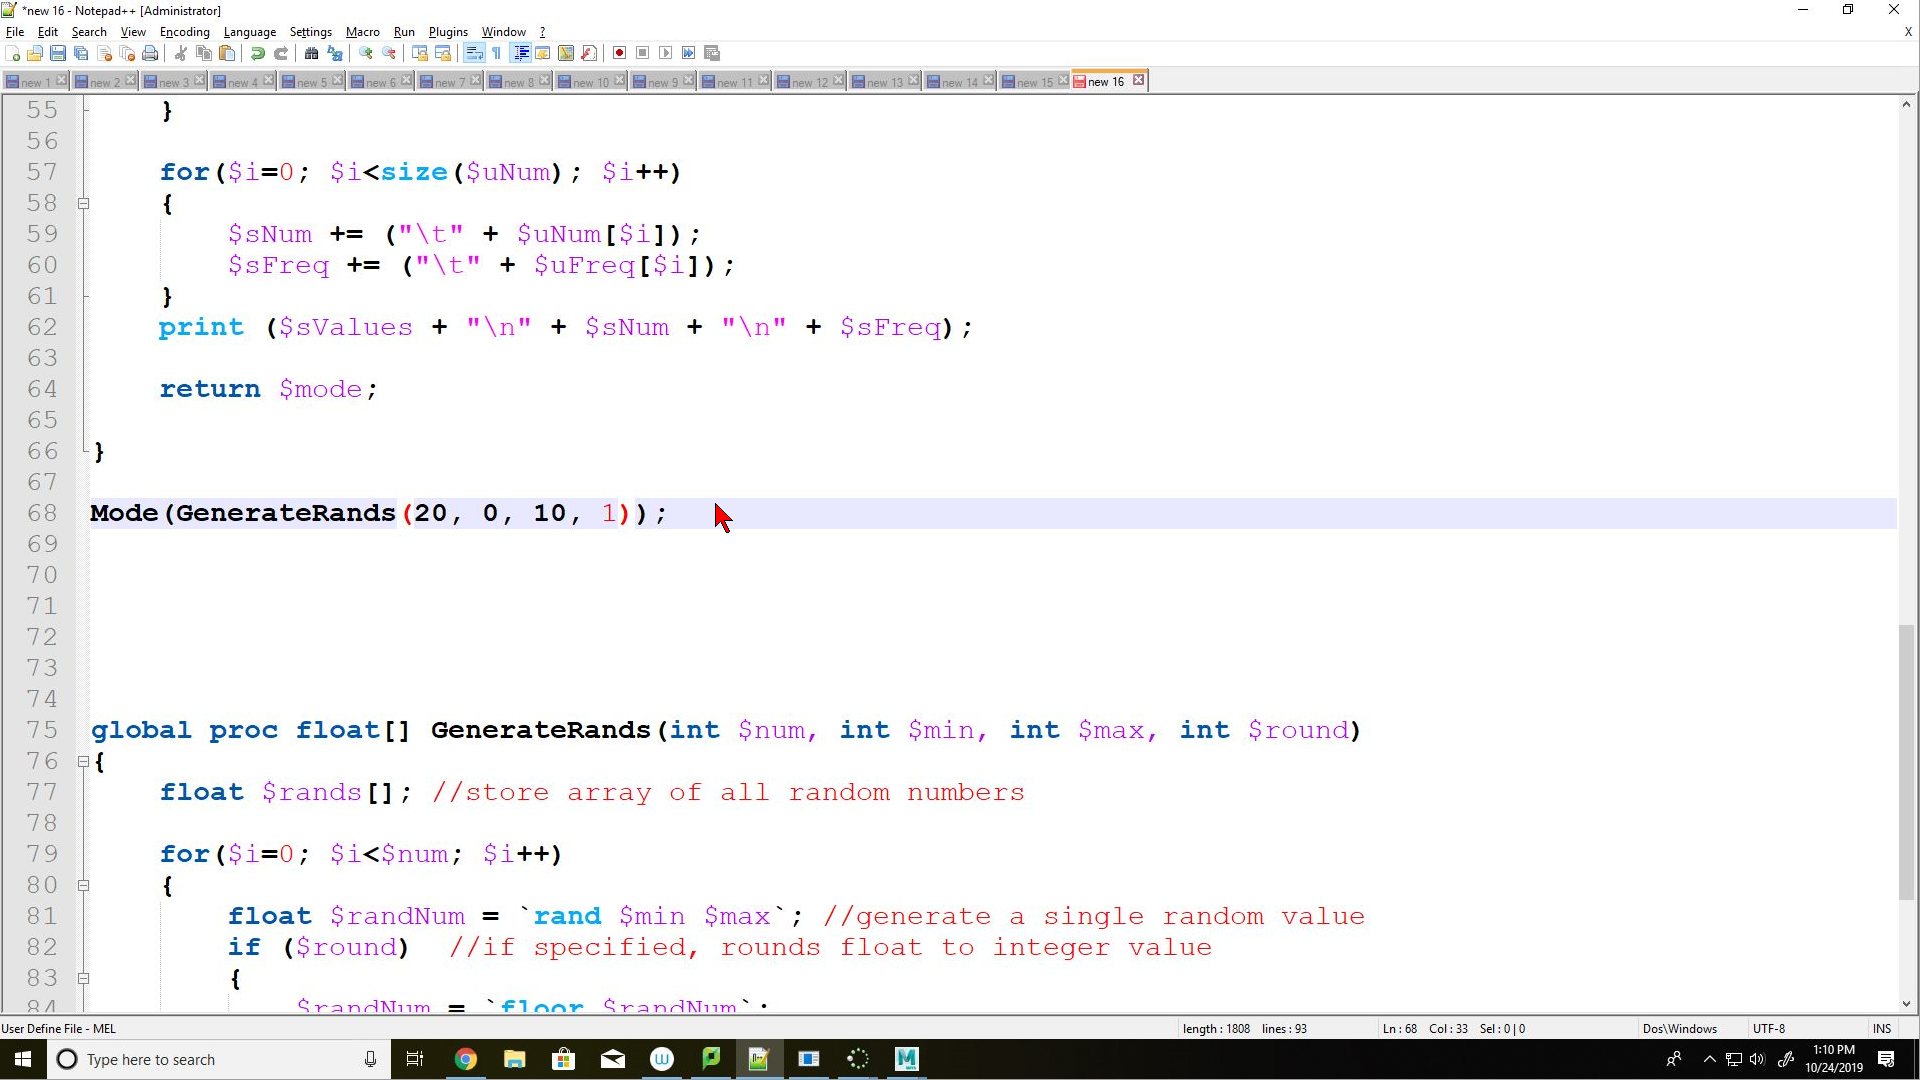 *new 16 - Notepad++ [Administrator]
File Edit Search View Encoding Language Settings Macro Run Plugins Window ? X
new 1 new 2 new 3 new 4 new 5 new 6 new 7 new 8 new 10 new 9 new 11 new 12 new 13 new 14 new 15 new 16
55 }
56
57 for($i=0; $i<size($uNum); $i++)
58 {
59 $sNum += ("\t" + $uNum[$i]);
60 $sFreq += ("\t" + $uFreq[$i]);
61 }
62 print ($sValues + "\n" + $sNum + "\n" + $sFreq);
63
64 return $mode;
65
66 }
67
68 Mode(GenerateRands(20, 0, 10, 1));
69
70
71
72
73
74
75 global proc float[] GenerateRands(int $num, int $min, int $max, int $round)
76 {
77 float $rands[]; //store array of all random numbers
78
79 for($i=0; $i<$num; $i++)
80 {
81 float $randNum = `rand $min $max`; //generate a single random value
82 if ($round) //if specified, rounds float to integer value
83 {
84 $randNum = `floor $randNum`;
User Define File - MEL length : 1808 lines : 93 Ln : 68 Col : 33 Sel : 0 | 0 Dos\Windows UTF-8 INS
Type here to search
1:10 PM
10/24/2019